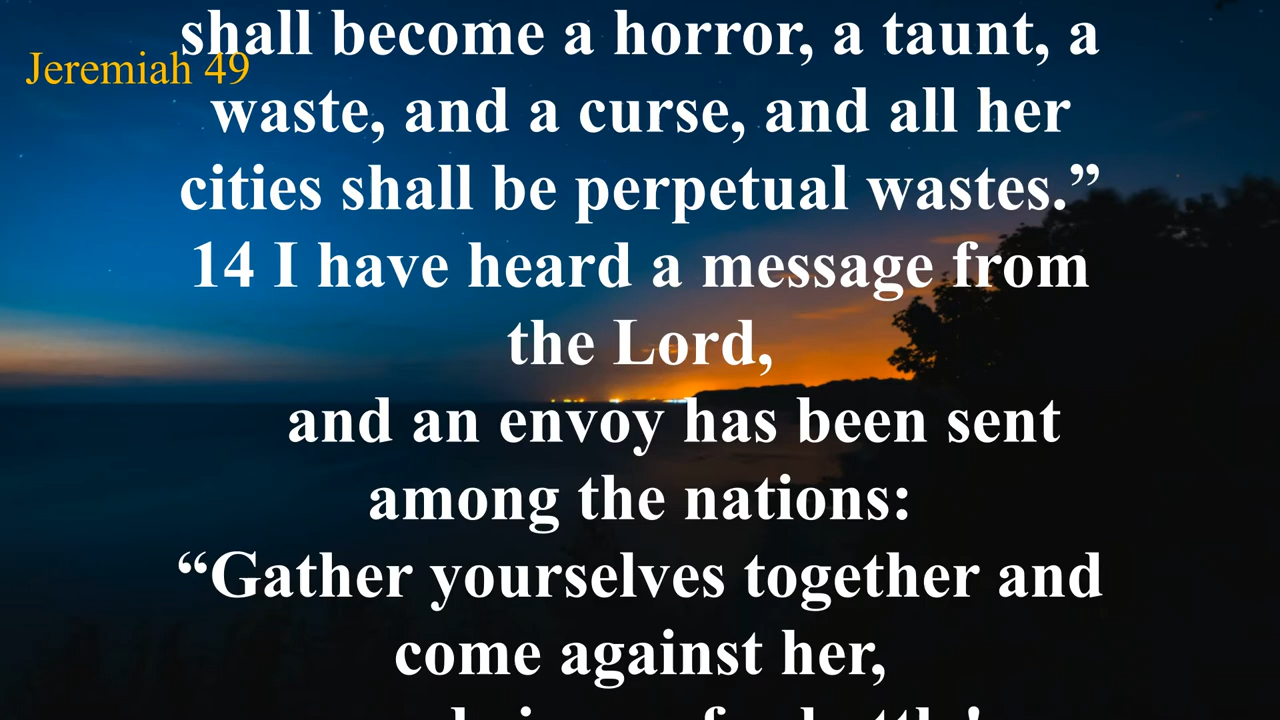 shall become a horror, a taunt, a
Jeremiah 49
waste, and a curse, and all her
cities shall be perpetual wastes.”
14 I have heard a message from
the Lord,
and an envoy has been sent
among the nations:
“Gather yourselves together and
come against her,